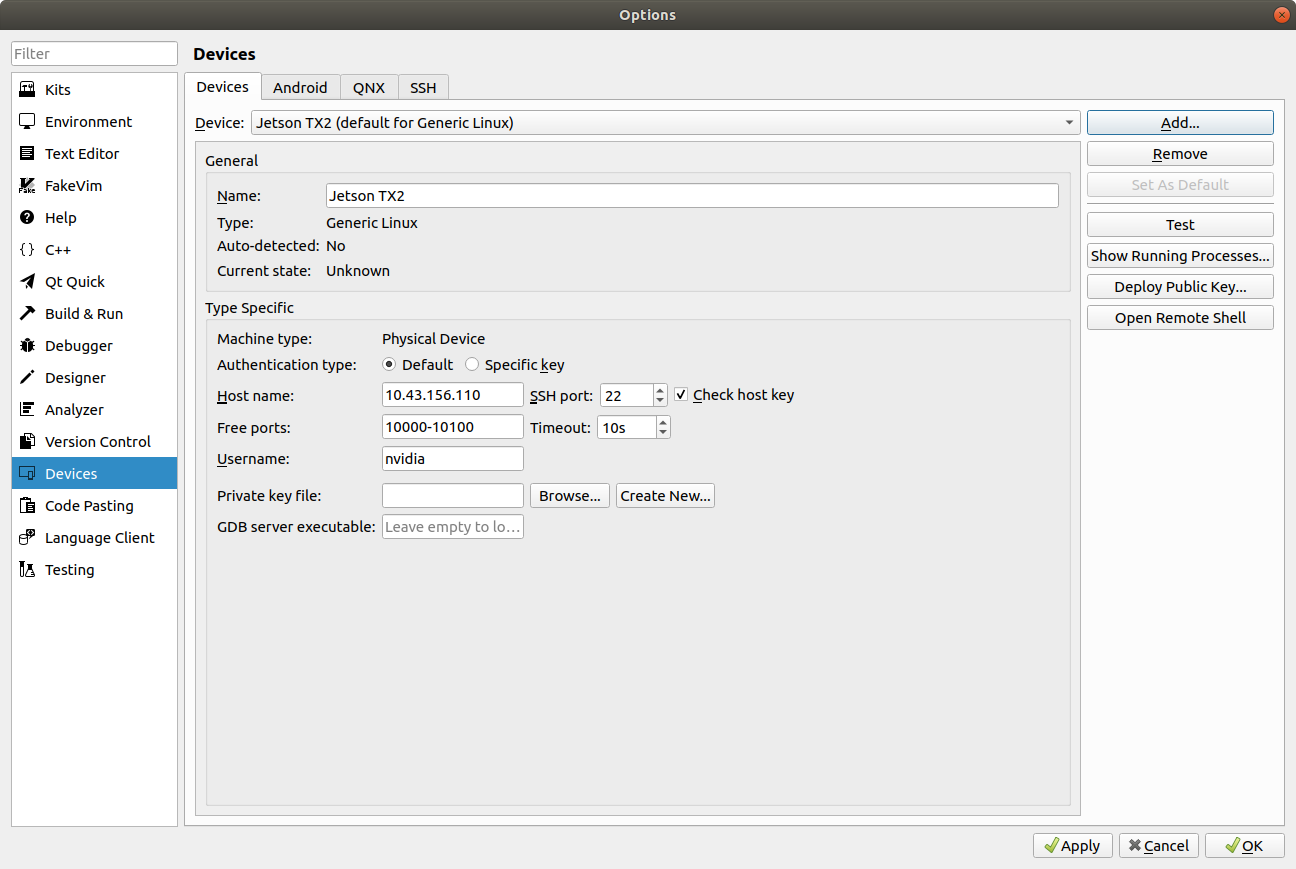 Options
Filter
Kits
Environment
Text Editor
FakeVim
Help
C++
Qt Quick
Build & Run
Debugger
Designer
Analyzer
Version Control
Devices
Code Pasting
Language Client
Testing
Devices
Devices Android QNX SSH
Device: Jetson TX2 (default for Generic Linux)
General
Name: Jetson TX2
Type: Generic Linux
Auto-detected: No
Current state: Unknown
Type Specific
Machine type: Physical Device
Authentication type: Default Specific key
Host name: 10.43.156.110 SSH port: 22 Check host key
Free ports: 10000-10100 Timeout: 10s
Username: nvidia
Private key file: Browse... Create New...
GDB server executable: Leave empty to lo...
Add...
Remove
Set As Default
Test
Show Running Processes...
Deploy Public Key...
Open Remote Shell
Apply Cancel OK